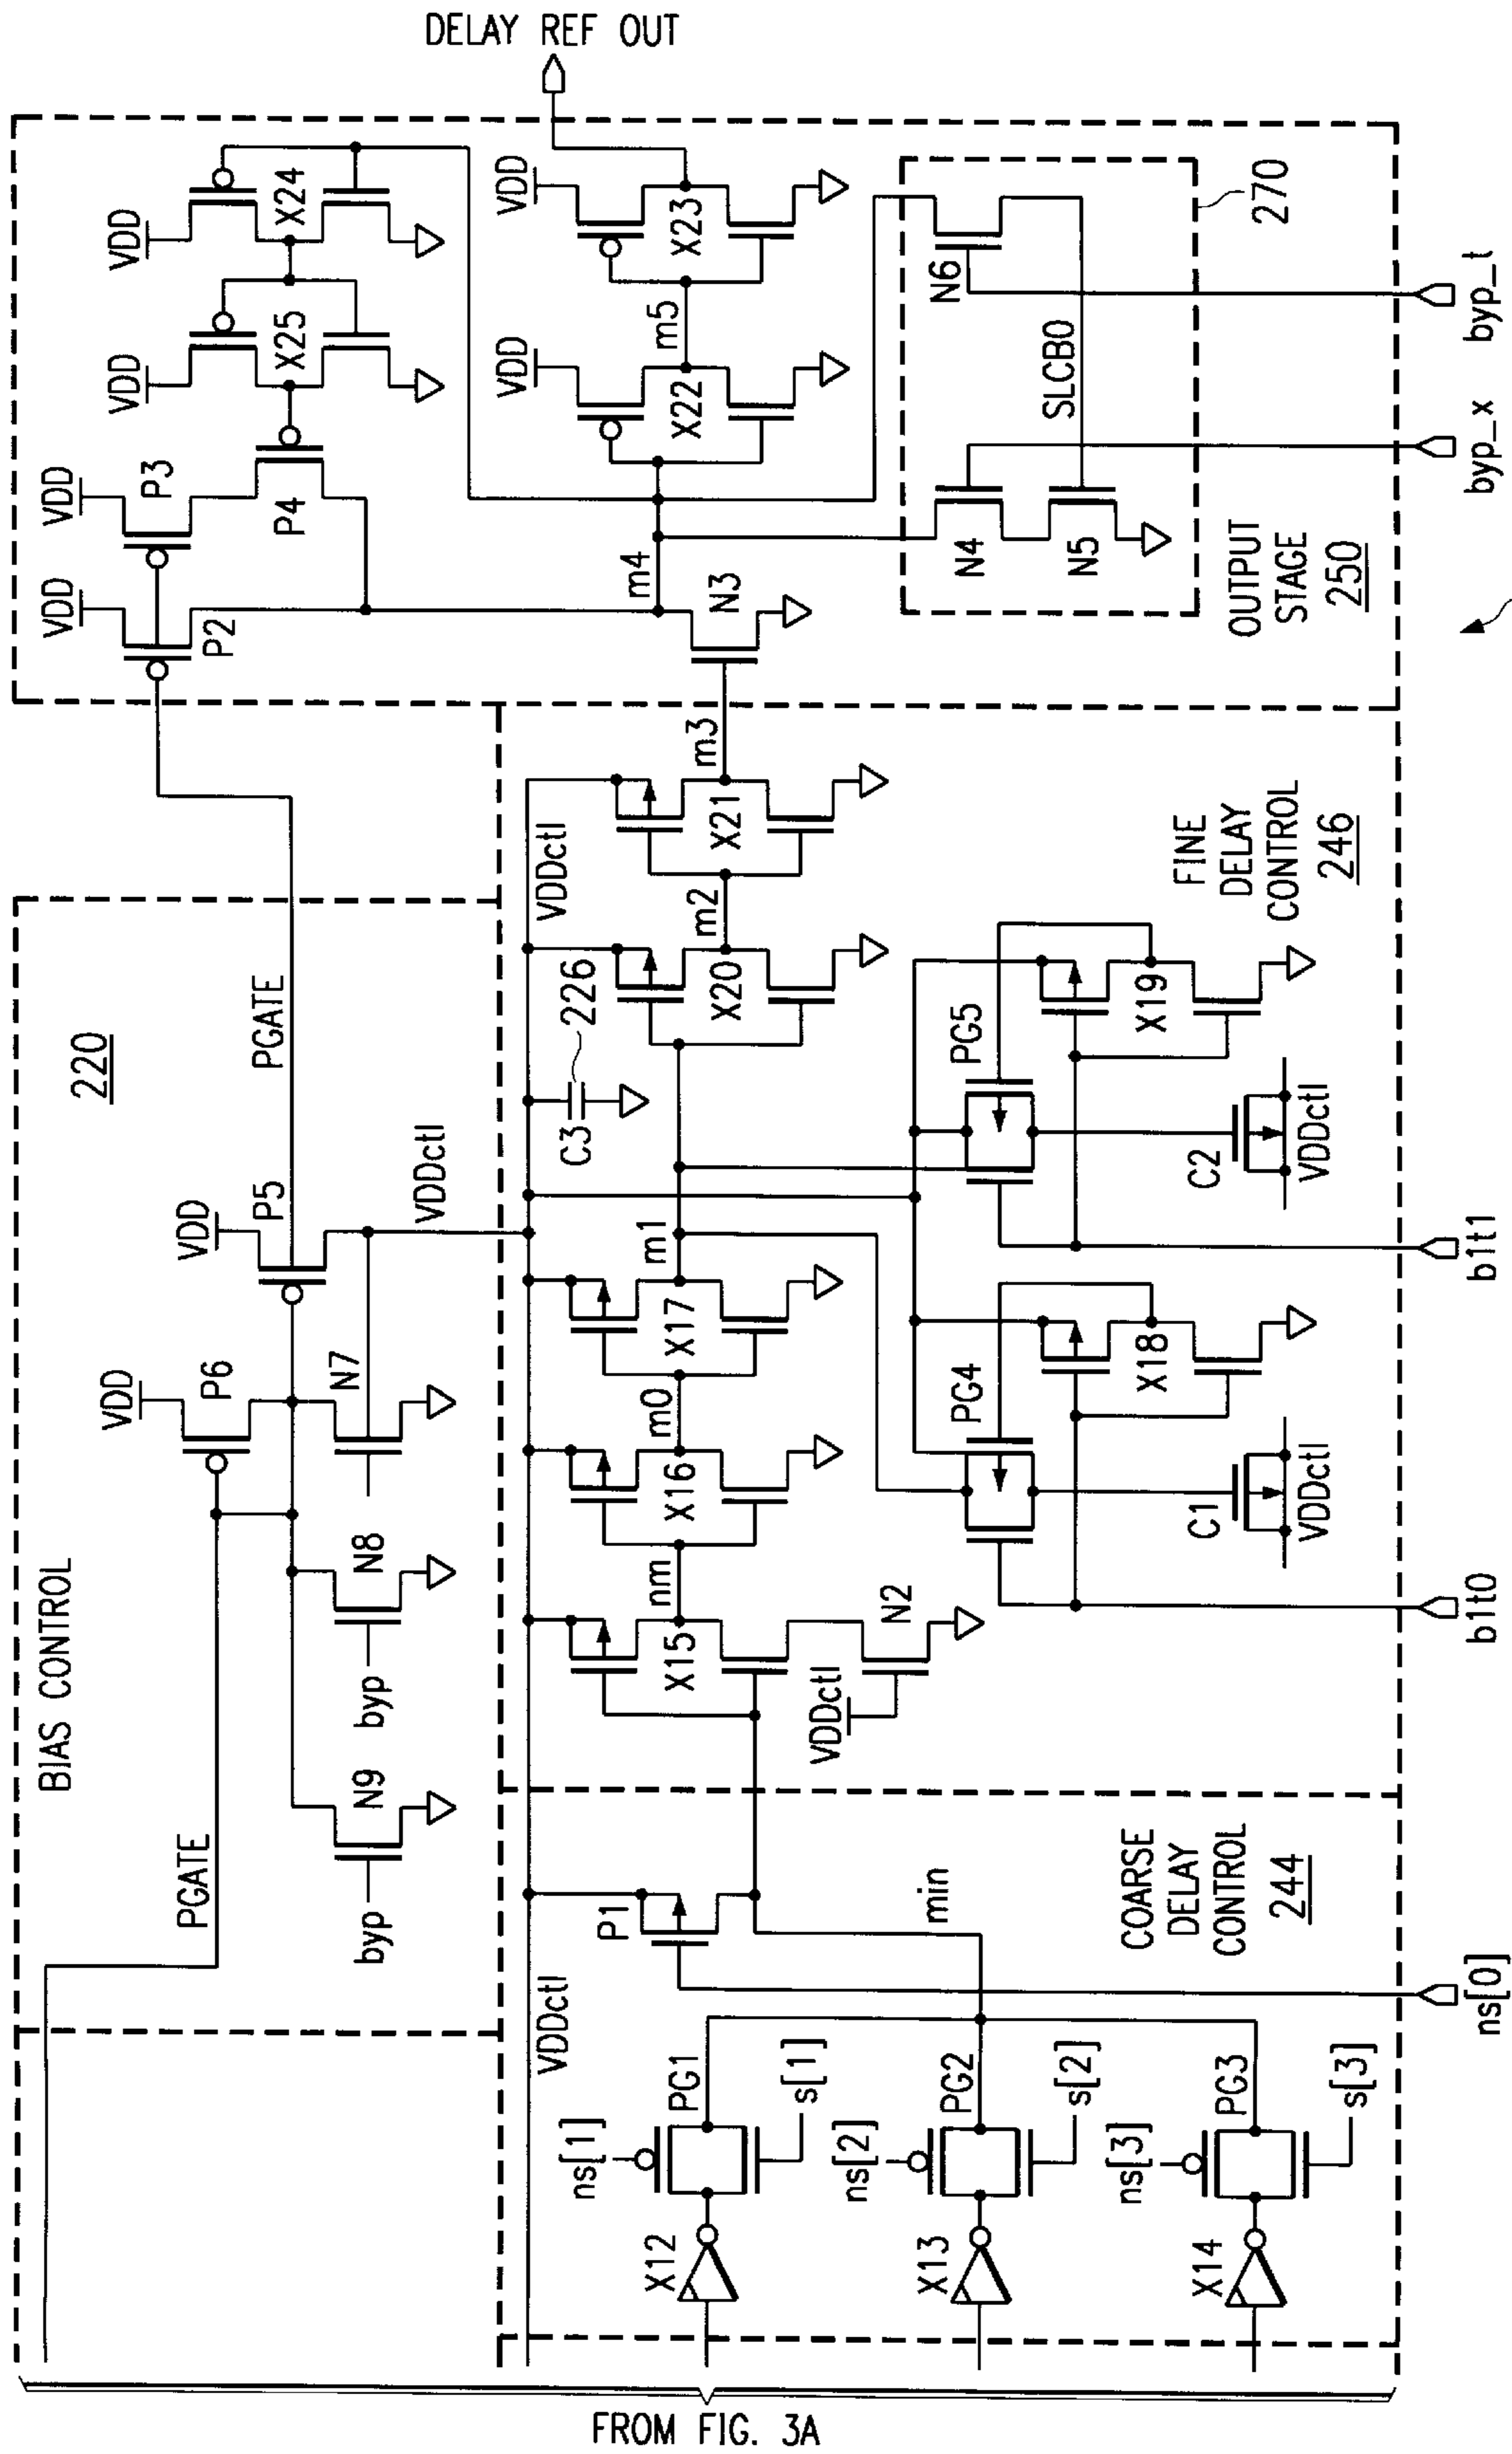 DELAY REF OUT
VDD
X24
VDD
X25
VDD
P3
P4
VDD
P2
VDD
X23
m5
VDD
X22
m4
N3
N6
270
SLCB0
N4
N5
OUTPUT
STAGE
250
byp_t
byp_x
BIAS CONTROL
220
PGATE
VDD
P5
VDDctl
VDD
P6
N7
N8
byp
N9
byp
PGATE
m3
VDDctl
X21
m2
X20
226
C3
m1
X17
m0
X16
nm
X15
N2
VDDctl
FINE
DELAY
CONTROL
246
PG5
X19
C2
VDDctl
PG4
X18
C1
VDDctl
b1t1
b1t0
VDDctl
P1
min
COARSE
DELAY
CONTROL
244
ns[0]
ns[1]
PG1
s[1]
X12
ns[2]
PG2
s[2]
X13
ns[3]
PG3
s[3]
X14
FROM FIG. 3A